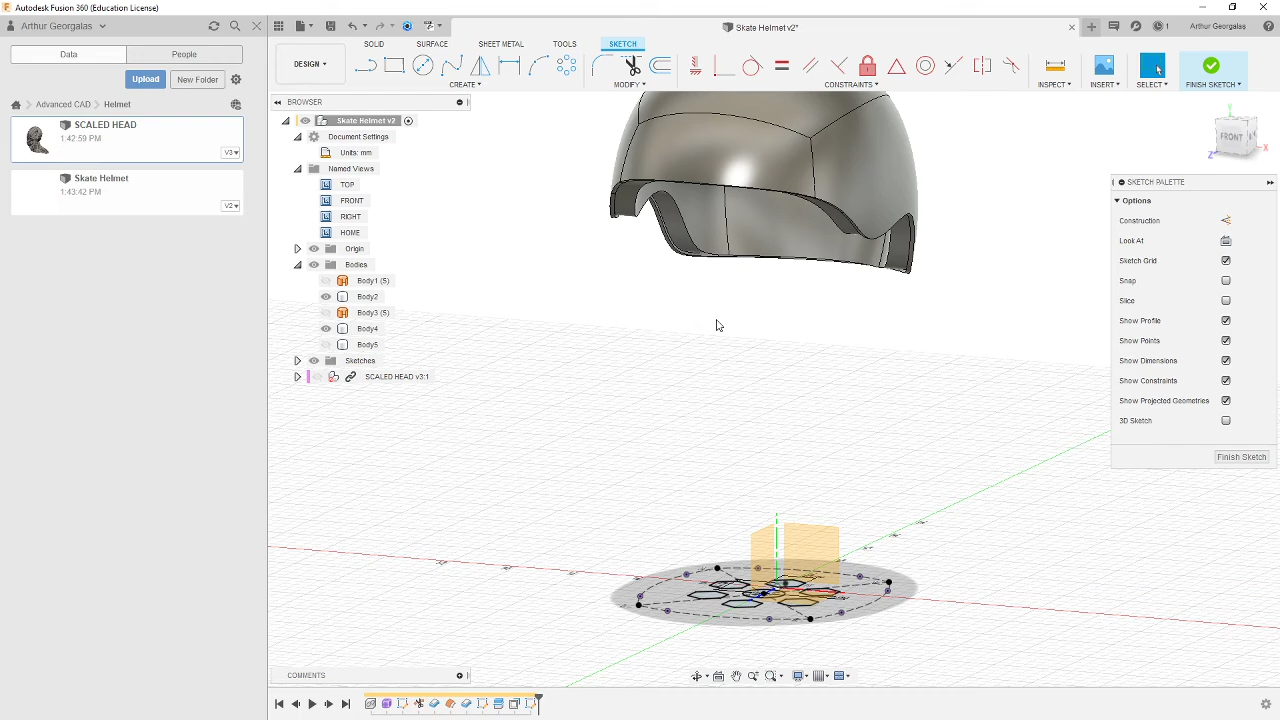 Autodesk Fusion 360 (Education License)
Arthur Georgalas
Skate Helmet v2*
1
Arthur Georgalas
Data
People
Upload
New Folder
Advanced CAD
Helmet
SCALED HEAD
1:42:59 PM
V3
Skate Helmet
1:43:42 PM
V2
DESIGN
SOLID
SURFACE
SHEET METAL
TOOLS
SKETCH
CREATE
MODIFY
CONSTRAINTS
INSPECT
INSERT
SELECT
FINISH SKETCH
BROWSER
Skate Helmet v2
Document Settings
Units: mm
Named Views
TOP
FRONT
RIGHT
HOME
Origin
Bodies
Body1 (5)
Body2
Body3 (5)
Body4
Body5
Sketches
SCALED HEAD v3:1
Y
FRONT
Z
X
SKETCH PALETTE
Options
Construction
Look At
Sketch Grid
Snap
Slice
Show Profile
Show Points
Show Dimensions
Show Constraints
Show Projected Geometries
3D Sketch
Finish Sketch
COMMENTS